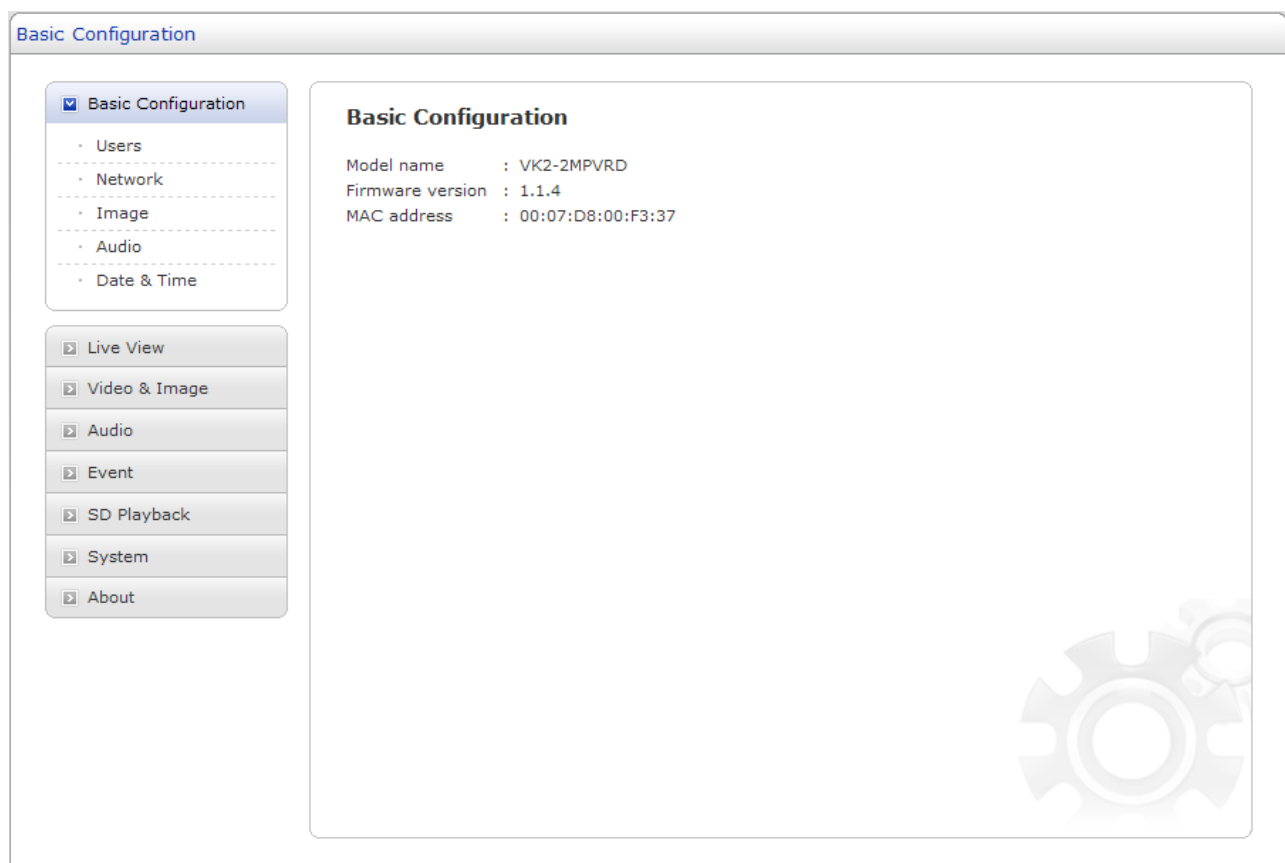 Basic Configuration
Basic Configuration
Users
Network
Image
Audio
Date & Time
Live View
Video & Image
Audio
Event
SD Playback
System
About
Basic Configuration
Model name : VK2-2MPVRD
Firmware version : 1.1.4
MAC address : 00:07:D8:00:F3:37